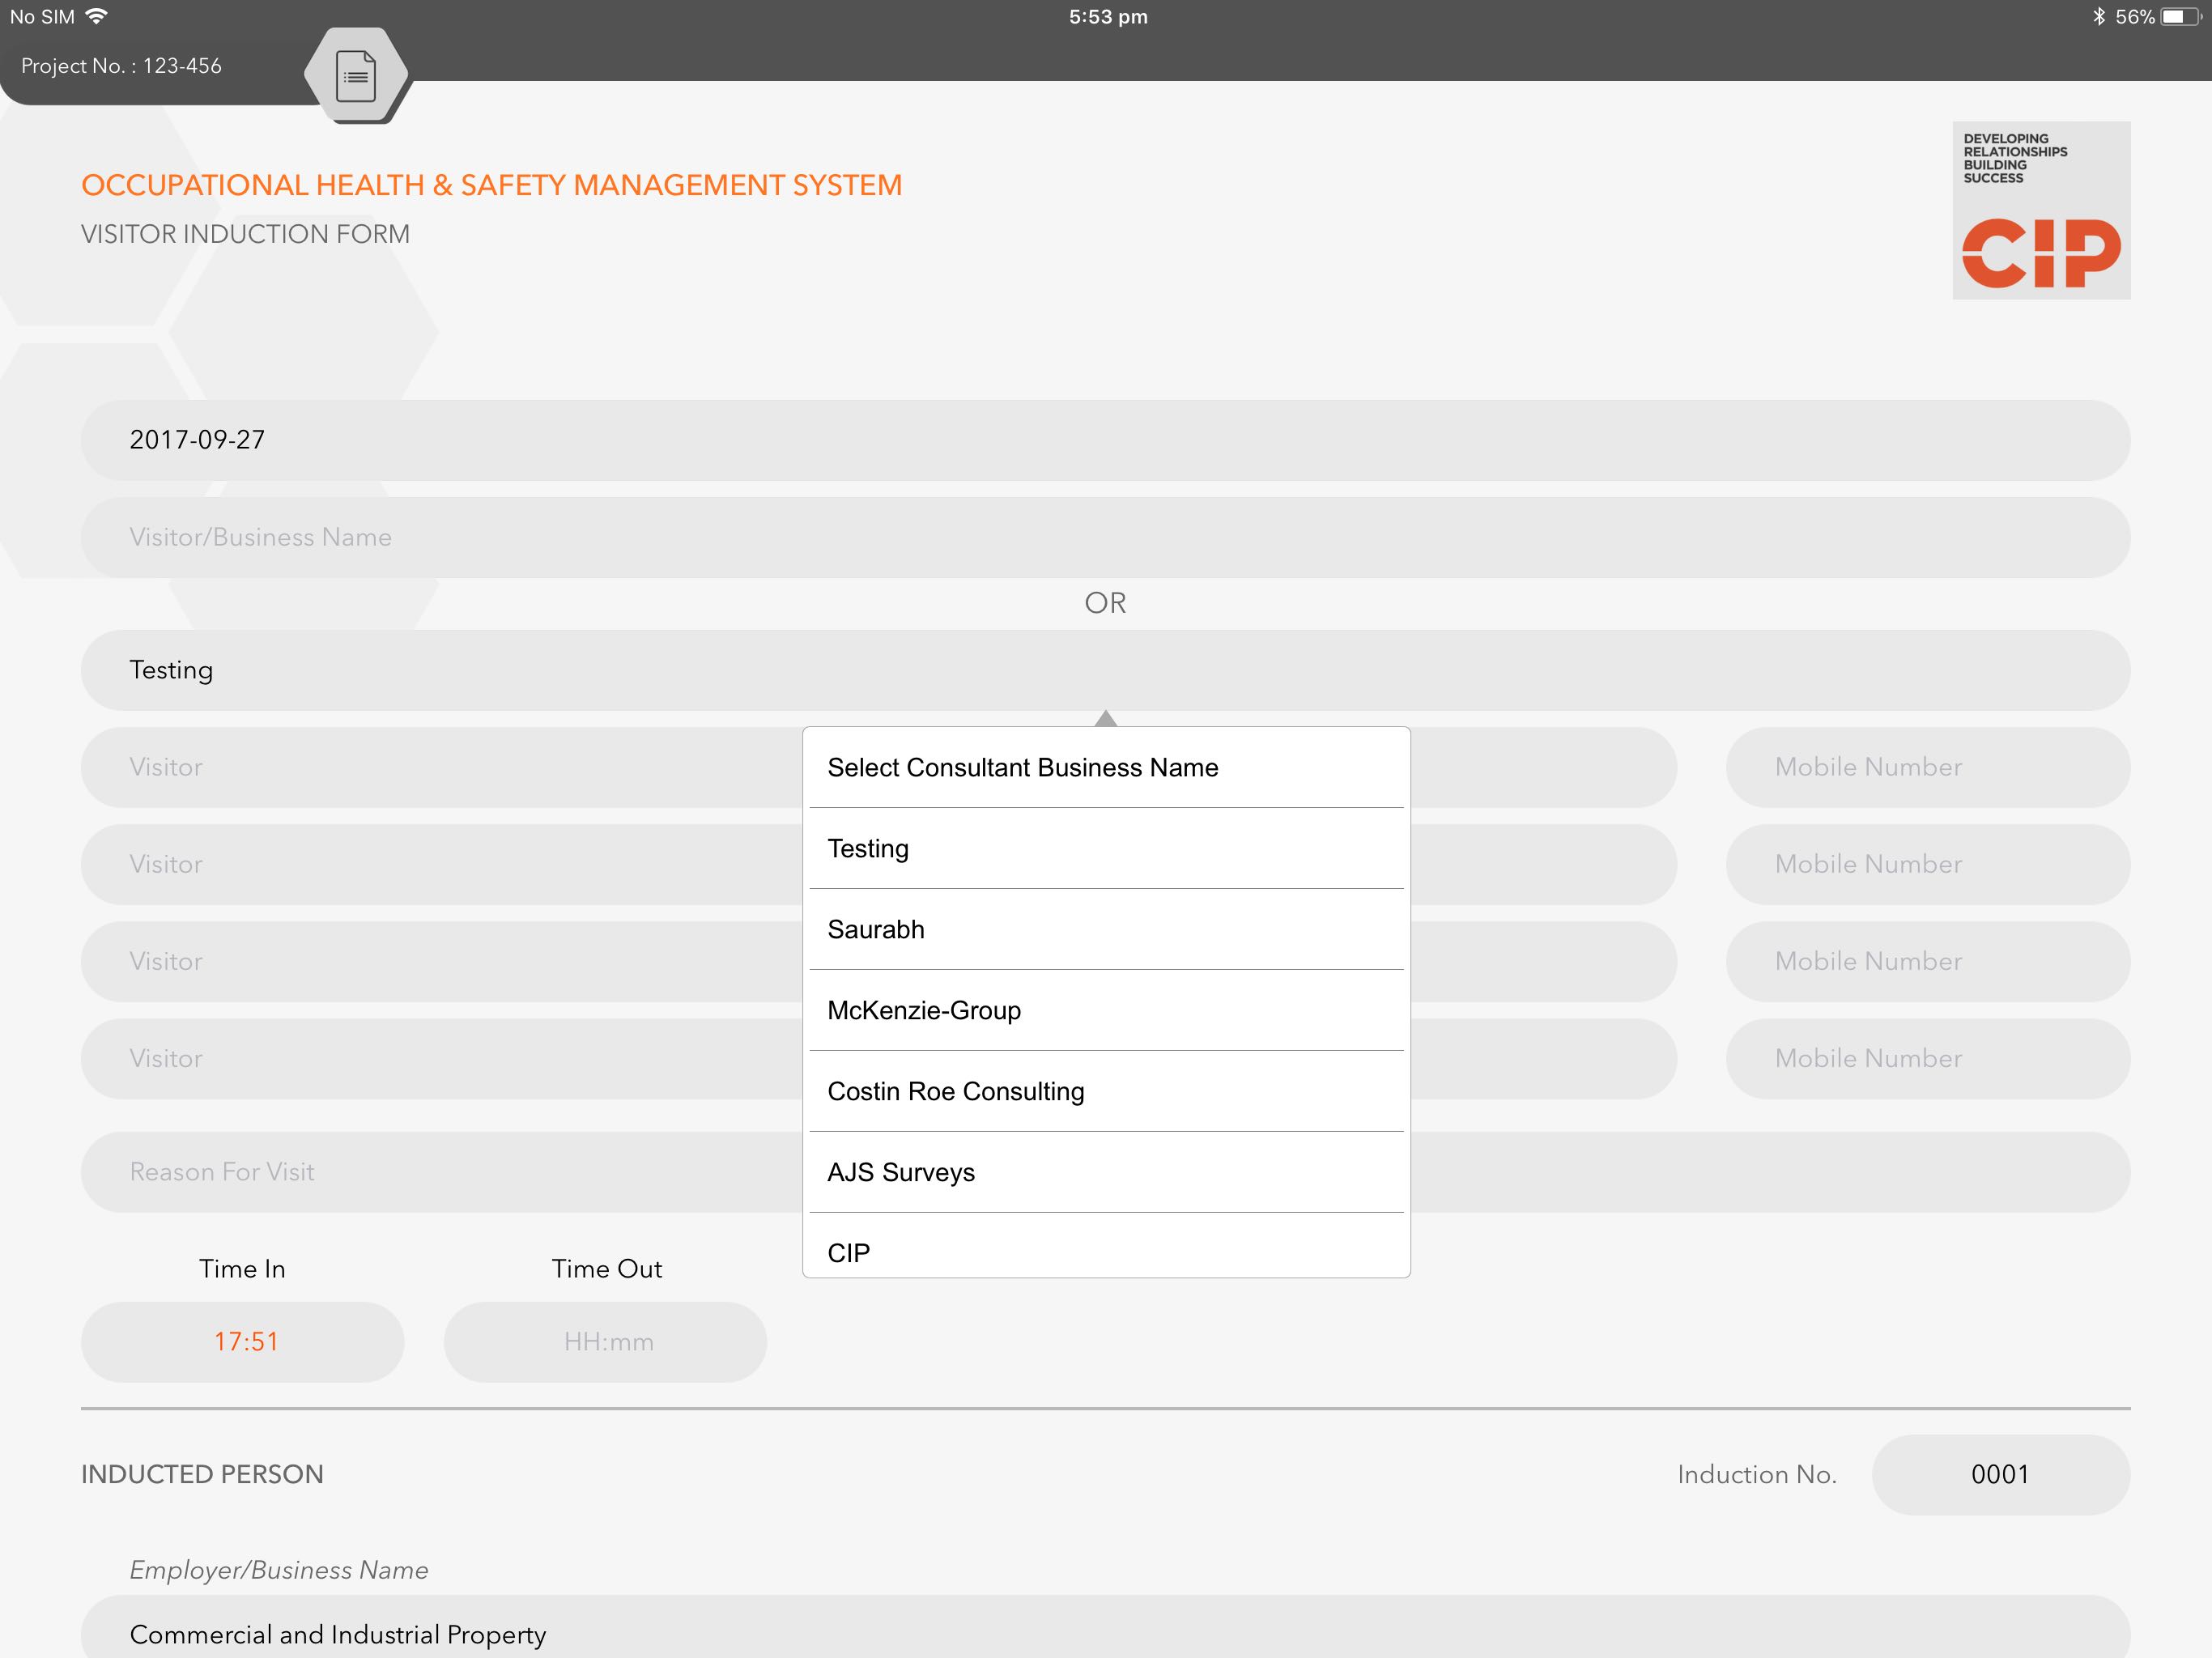 No SIM
5:53 pm
56%
Project No. : 123-456
DEVELOPING
RELATIONSHIPS
BUILDING
SUCCESS
CIP
OCCUPATIONAL HEALTH & SAFETY MANAGEMENT SYSTEM
VISITOR INDUCTION FORM
2017-09-27
Visitor/Business Name
OR
Testing
Select Consultant Business Name
Testing
Saurabh
McKenzie-Group
Costin Roe Consulting
AJS Surveys
CIP
Visitor
Mobile Number
Visitor
Mobile Number
Visitor
Mobile Number
Visitor
Mobile Number
Reason For Visit
Time In
Time Out
17:51
HH:mm
INDUCTED PERSON
Induction No.
0001
Employer/Business Name
Commercial and Industrial Property